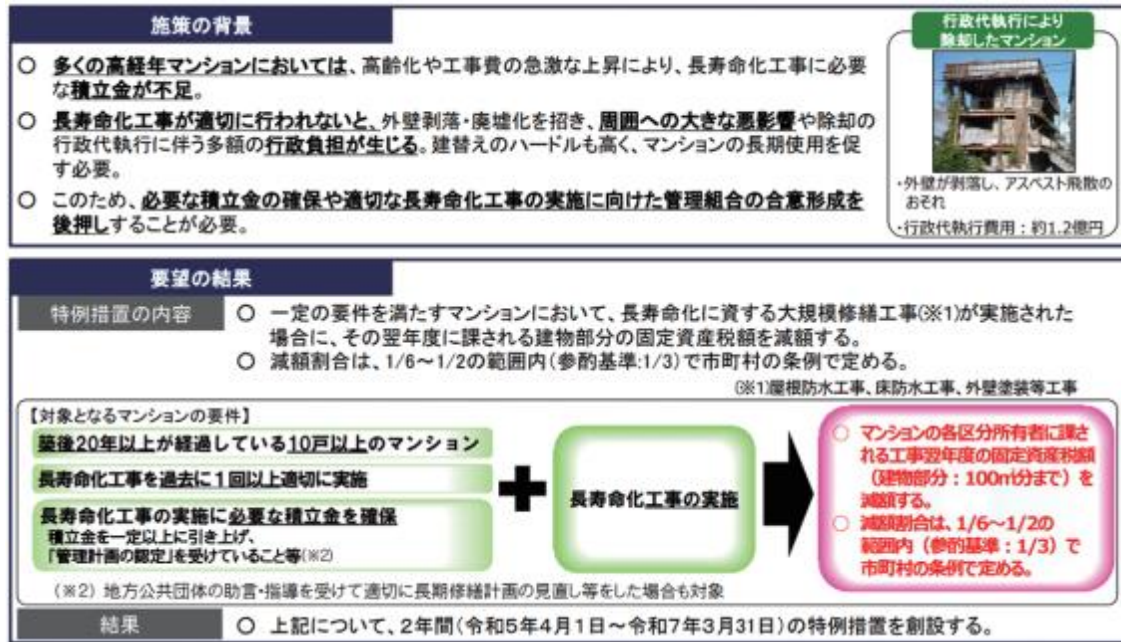 施策の背景
○ 多くの高経年マンションにおいては、高齢化や工事費の急激な上昇により、長寿命化工事に必要
な積立金が不足。
○ 長寿命化工事が適切に行われないと、外壁剥落・廃墟化を招き、周囲への大きな悪影響や除却の
行政代執行に伴う多額の行政負担が生じる。建替えのハードルも高く、マンションの長期使用を促
す必要。
○ このため、必要な積立金の確保や適切な長寿命化工事の実施に向けた管理組合の合意形成を
後押しすることが必要。
行政代執行により
除却したマンション
・外壁が剥落し、アスベスト飛散の
おそれ
・行政代執行費用：約1.2億円
要望の結果
特例措置の内容
○ 一定の要件を満たすマンションにおいて、長寿命化に資する大規模修繕工事(※1)が実施された
場合に、その翌年度に課される建物部分の固定資産税額を減額する。
○ 減額割合は、1/6～1/2の範囲内(参酌基準:1/3)で市町村の条例で定める。
(※1)屋根防水工事、床防水工事、外壁塗装等工事
【対象となるマンションの要件】
築後20年以上が経過している10戸以上のマンション
長寿命化工事を過去に1回以上適切に実施
長寿命化工事の実施に必要な積立金を確保
積立金を一定以上に引き上げ、
「管理計画の認定」を受けていること等(※2)
長寿命化工事の実施
○ マンションの各区分所有者に課さ
れる工事翌年度の固定資産税額
（建物部分：100㎡分まで）を
減額する。
○ 減額割合は、1/6～1/2の
範囲内（参酌基準：1/3）で
市町村の条例で定める。
(※2) 地方公共団体の助言・指導を受けて適切に長期修繕計画の見直し等をした場合も対象
結果
○ 上記について、2年間(令和5年4月1日～令和7年3月31日)の特例措置を創設する。